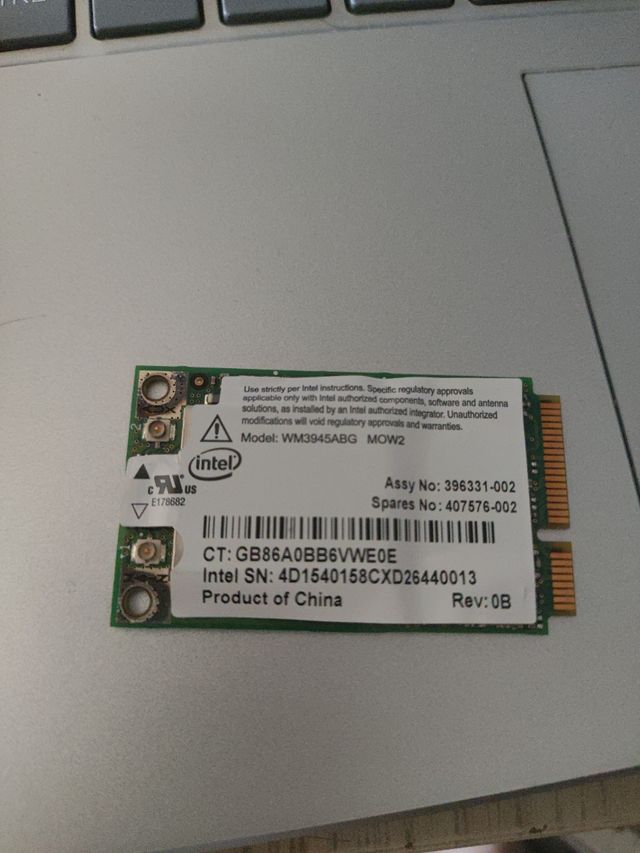 Use strictly per Intel instructions. Specific regulatory approvals
applicable only with Intel authorized components, software and antenna
solutions, as installed by an Intel authorized integrator. Unauthorized
modifications will void regulatory approvals and warranties.
Model: WM3945ABG MOW2
intel
c RU US
E178682
Assy No: 396331-002
Spares No: 407576-002
CT: GB86A0BB6VWE0E
Intel SN: 4D1540158CXD26440013
Product of China Rev: 0B
2
1